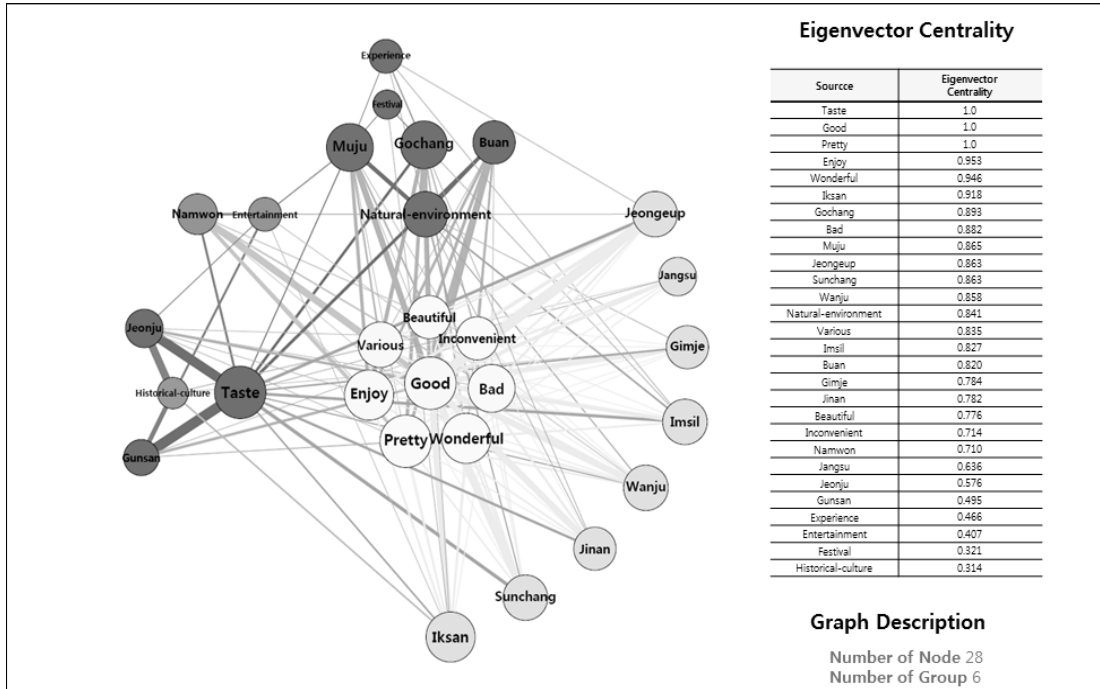 Experience
Festival
Muju
Gochang
Buan
Namwon
Entertainment
Natural-environment
Jeongeup
Jangsu
Beautiful
Jeonju
Various
Inconvenient
Gimje
Historical-culture
Taste
Enjoy
Good
Bad
Imsil
Gunsan
Pretty
Wonderful
Wanju
Jinan
Sunchang
Iksan
Eigenvector Centrality
Sourcce Eigenvector
Centrality
Taste 1.0
Good 1.0
Pretty 1.0
Enjoy 0.953
Wonderful 0.946
Iksan 0.918
Gochang 0.893
Bad 0.882
Muju 0.865
Jeongeup 0.863
Sunchang 0.863
Wanju 0.858
Natural-environment 0.841
Various 0.835
Imsil 0.827
Buan 0.820
Gimje 0.784
Jinan 0.782
Beautiful 0.776
Inconvenient 0.714
Namwon 0.710
Jangsu 0.636
Jeonju 0.576
Gunsan 0.495
Experience 0.466
Entertainment 0.407
Festival 0.321
Historical-culture 0.314
Graph Description
Number of Node 28
Number of Group 6